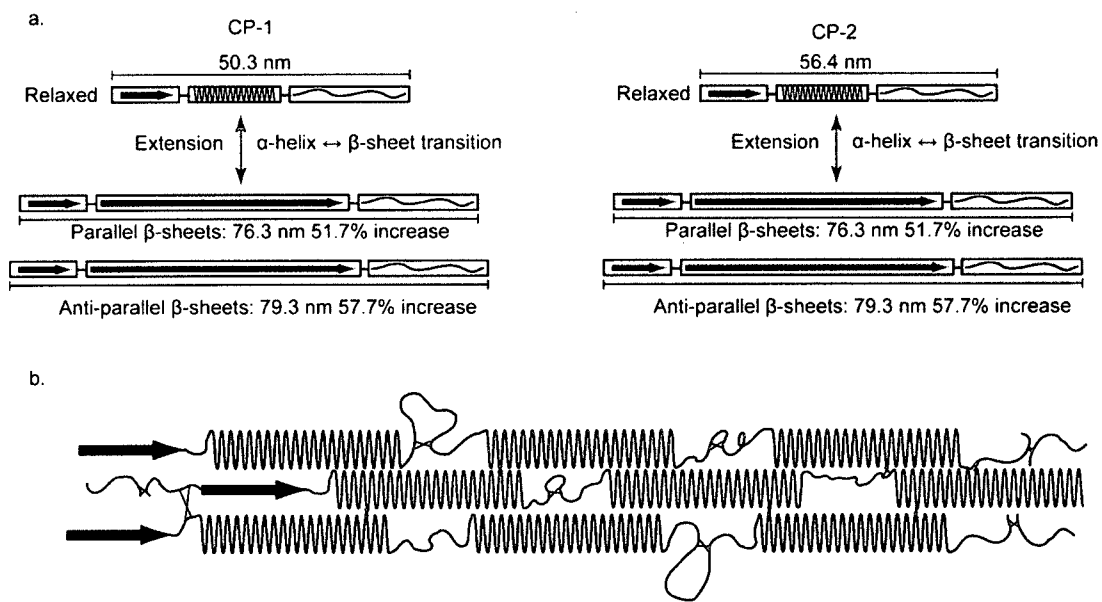 a.
CP-1
50.3 nm
Relaxed
Extension α-helix ↔ β-sheet transition
Parallel β-sheets: 76.3 nm 51.7% increase
Anti-parallel β-sheets: 79.3 nm 57.7% increase
CP-2
56.4 nm
Relaxed
Extension α-helix ↔ β-sheet transition
Parallel β-sheets: 76.3 nm 51.7% increase
Anti-parallel β-sheets: 79.3 nm 57.7% increase
b.